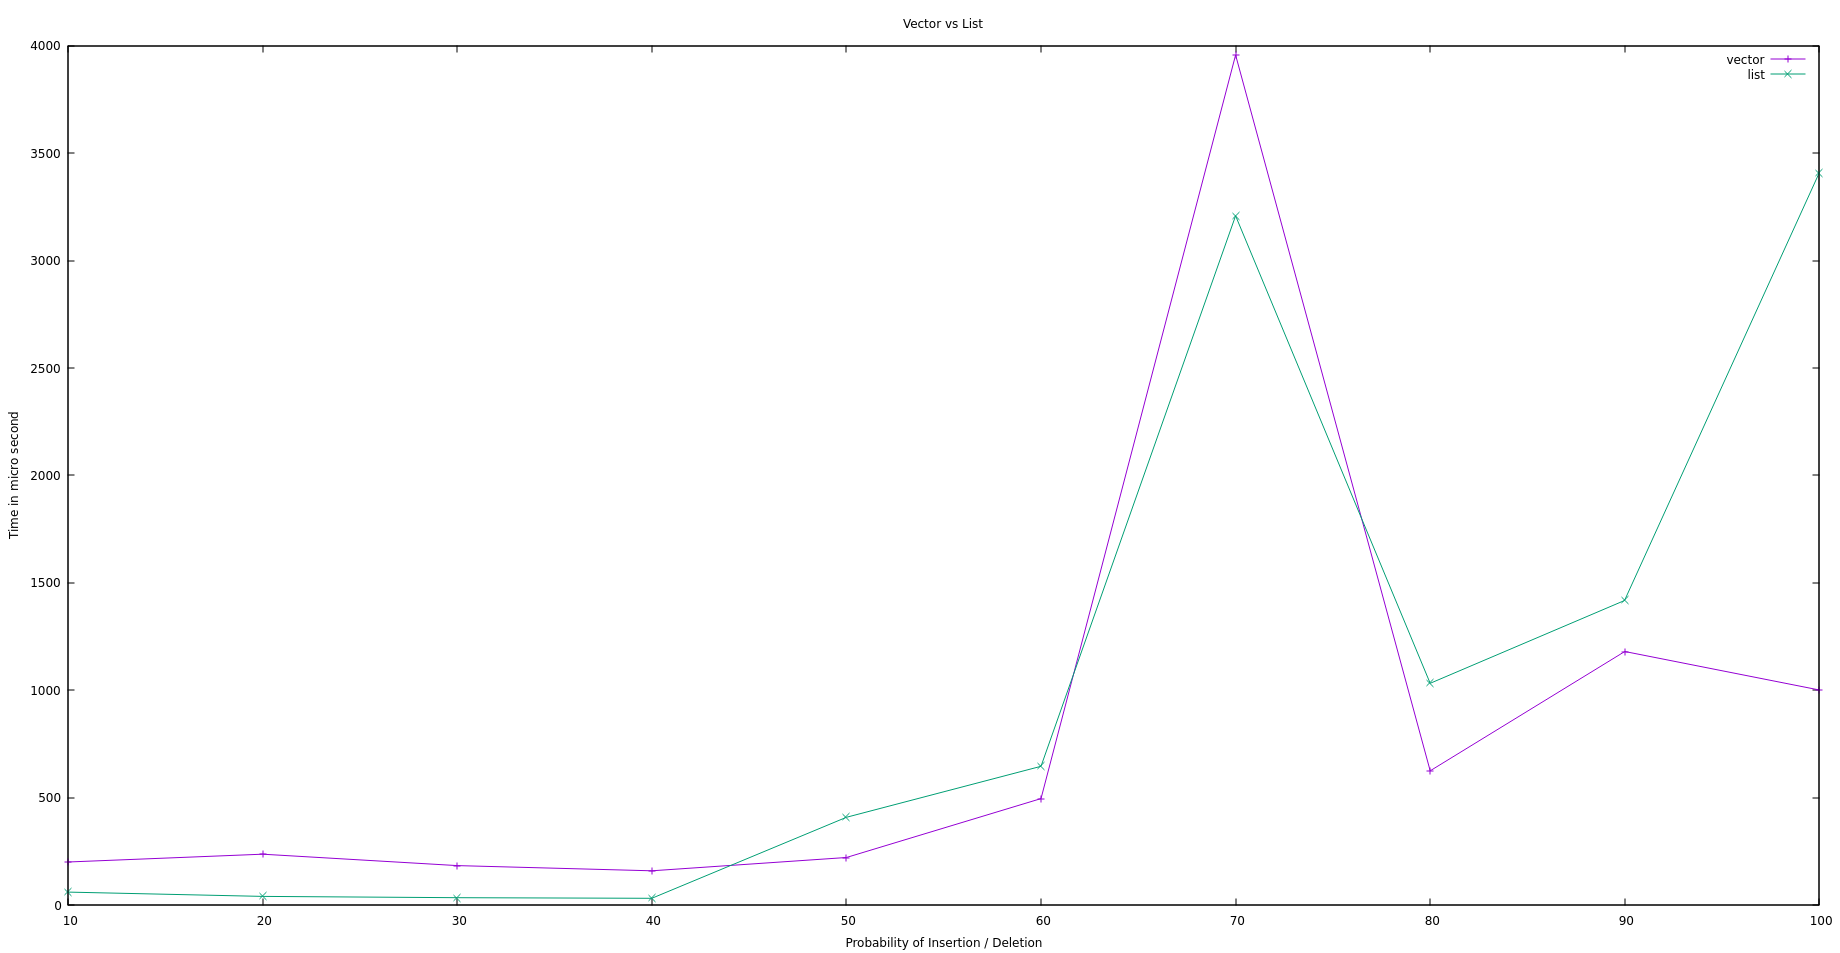 Vector vs List
vector
list
4000
3500
3000
2500
2000
1500
1000
500
0
Time in micro second
10 20 30 40 50 60 70 80 90 100
Probability of Insertion / Deletion